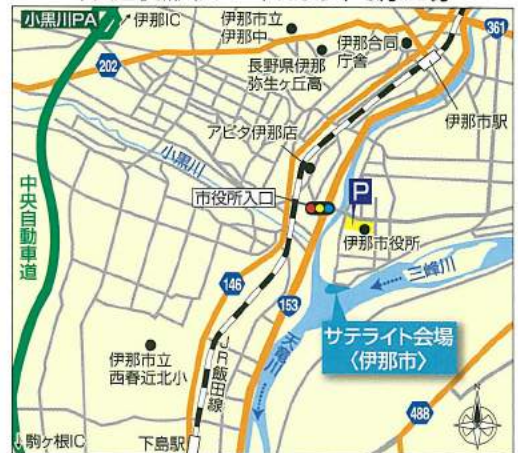 小黒川PA
伊那IC
伊那市立
伊那中
伊那合同
庁舎
361
202
長野県伊那
弥生ヶ丘高
伊那市駅
アピタ伊那店
小黒川
中央自動車道
市役所入口
P
伊那市役所
三峰川
146
153
サテライト会場
〈伊那市〉
伊那市立
西春近北小
JR飯田線
天竜川
488
N
駒ヶ根IC
下島駅